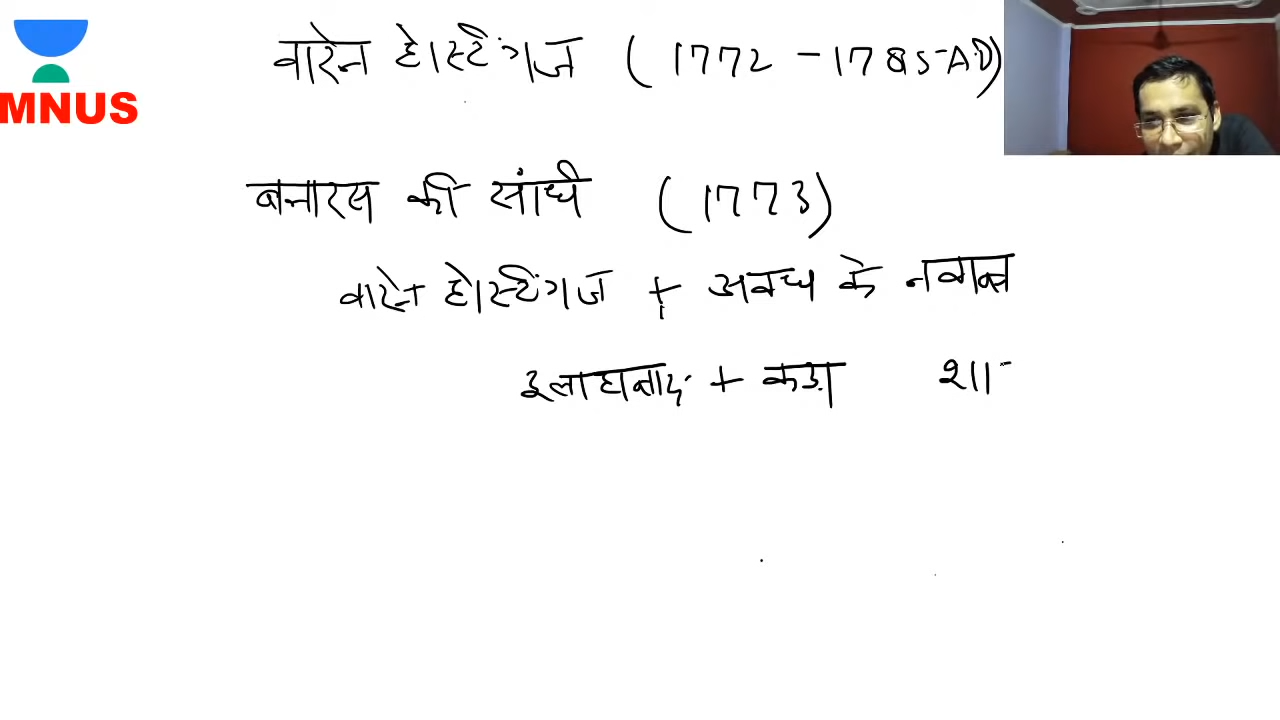 MNUS
वारेन हेस्टिंगज (1772 - 1785-AD)
बनारस की संधि (1773)
वारेन हेस्टिंगज + अवध के नवाब
इलाहाबाद + कड़ा शा